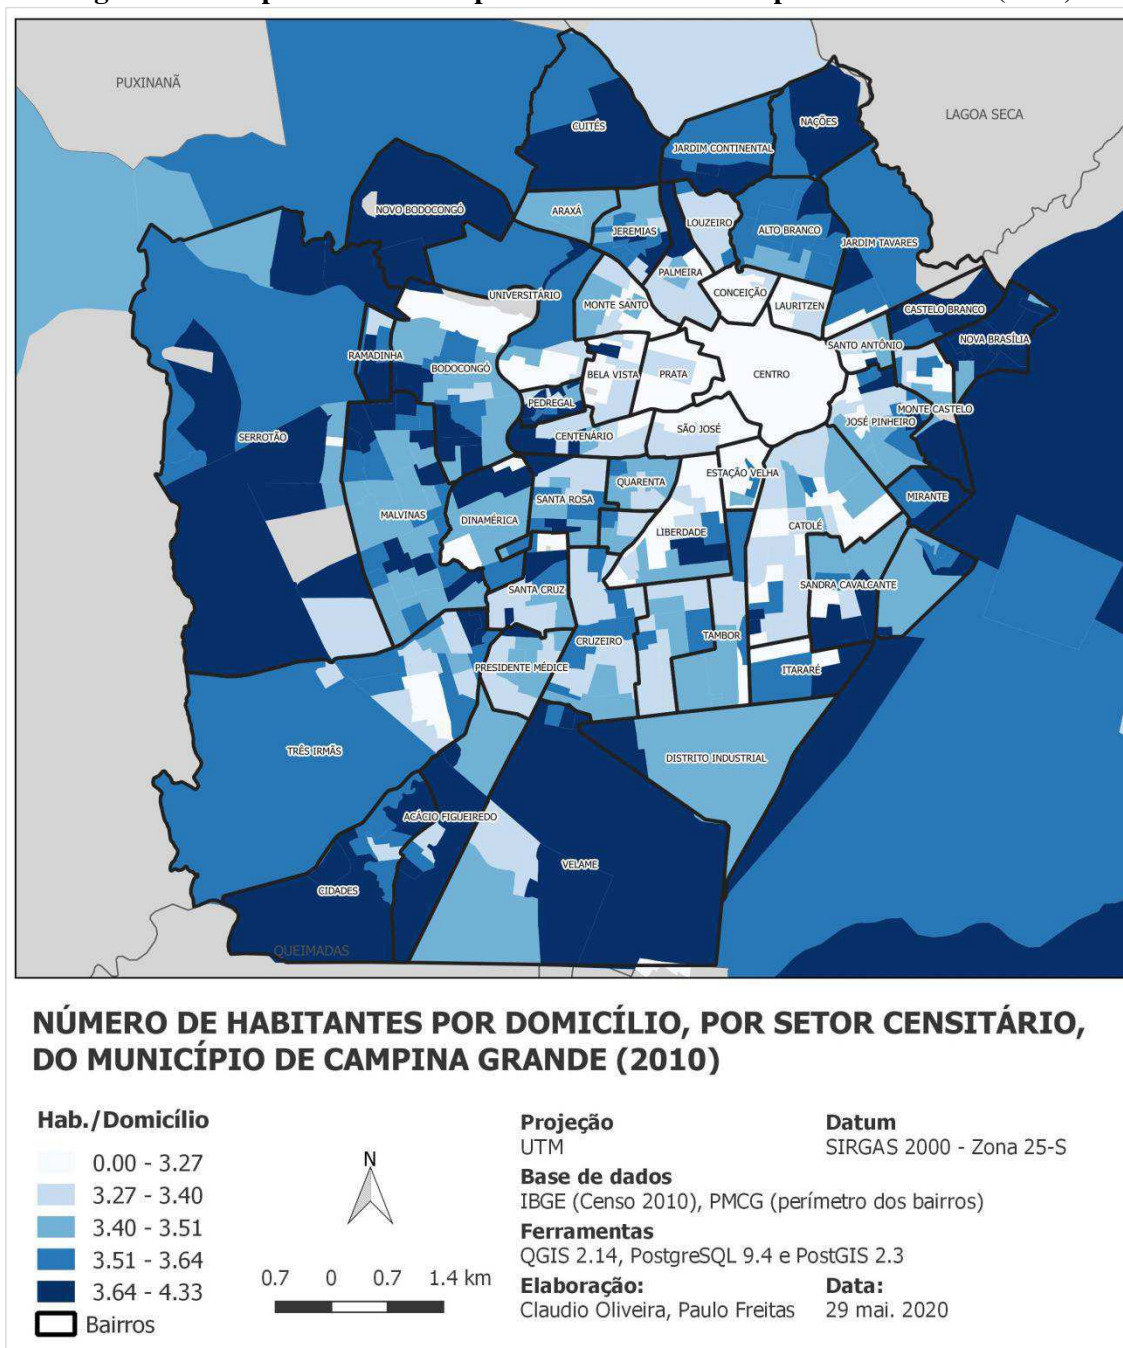 PUXINANÃ
LAGOA SECA
CUITÉS
NAÇÕES
JARDIM CONTINENTAL
NOVO BODOCONGÓ
ARAXÁ
JEREMIAS
LOUZEIRO
ALTO BRANCO
JARDIM TAVARES
PALMEIRA
UNIVERSITÁRIO
MONTE SANTO
CONCEIÇÃO
LAURITZEN
CASTELO BRANCO
NOVA BRASÍLIA
SANTO ANTÔNIO
RAMADINHA
BODOCONGÓ
BELA VISTA
PRATA
CENTRO
PEDREGAL
MONTE CASTELO
JOSÉ PINHEIRO
SERROTÃO
CENTENÁRIO
SÃO JOSÉ
ESTAÇÃO VELHA
QUARENTA
SANTA ROSA
MIRANTE
MALVINAS
DINAMÉRICA
LIBERDADE
CATOLÉ
SANTA CRUZ
SANDRA CAVALCANTE
CRUZEIRO
TAMBOR
PRESIDENTE MÉDICE
ITARARÉ
TRÊS IRMÃS
DISTRITO INDUSTRIAL
ACÁCIO FIGUEIREDO
VELAME
CIDADES
QUEIMADAS
NÚMERO DE HABITANTES POR DOMICÍLIO, POR SETOR CENSITÁRIO,
DO MUNICÍPIO DE CAMPINA GRANDE (2010)
Hab./Domicílio
0.00 - 3.27
3.27 - 3.40
3.40 - 3.51
3.51 - 3.64
3.64 - 4.33
Bairros
N
0.7 0 0.7 1.4 km
Projeção
UTM
Datum
SIRGAS 2000 - Zona 25-S
Base de dados
IBGE (Censo 2010), PMCG (perímetro dos bairros)
Ferramentas
QGIS 2.14, PostgreSQL 9.4 e PostGIS 2.3
Elaboração:
Claudio Oliveira, Paulo Freitas
Data:
29 mai. 2020